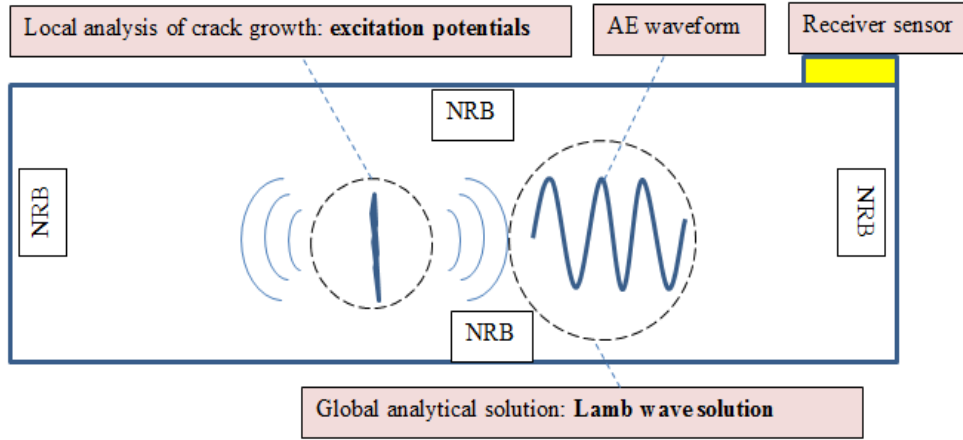 Local analysis of crack growth: excitation potentials
AE waveform
Receiver sensor
NRB
NRB
NRB
NRB
Global analytical solution: Lamb wave solution